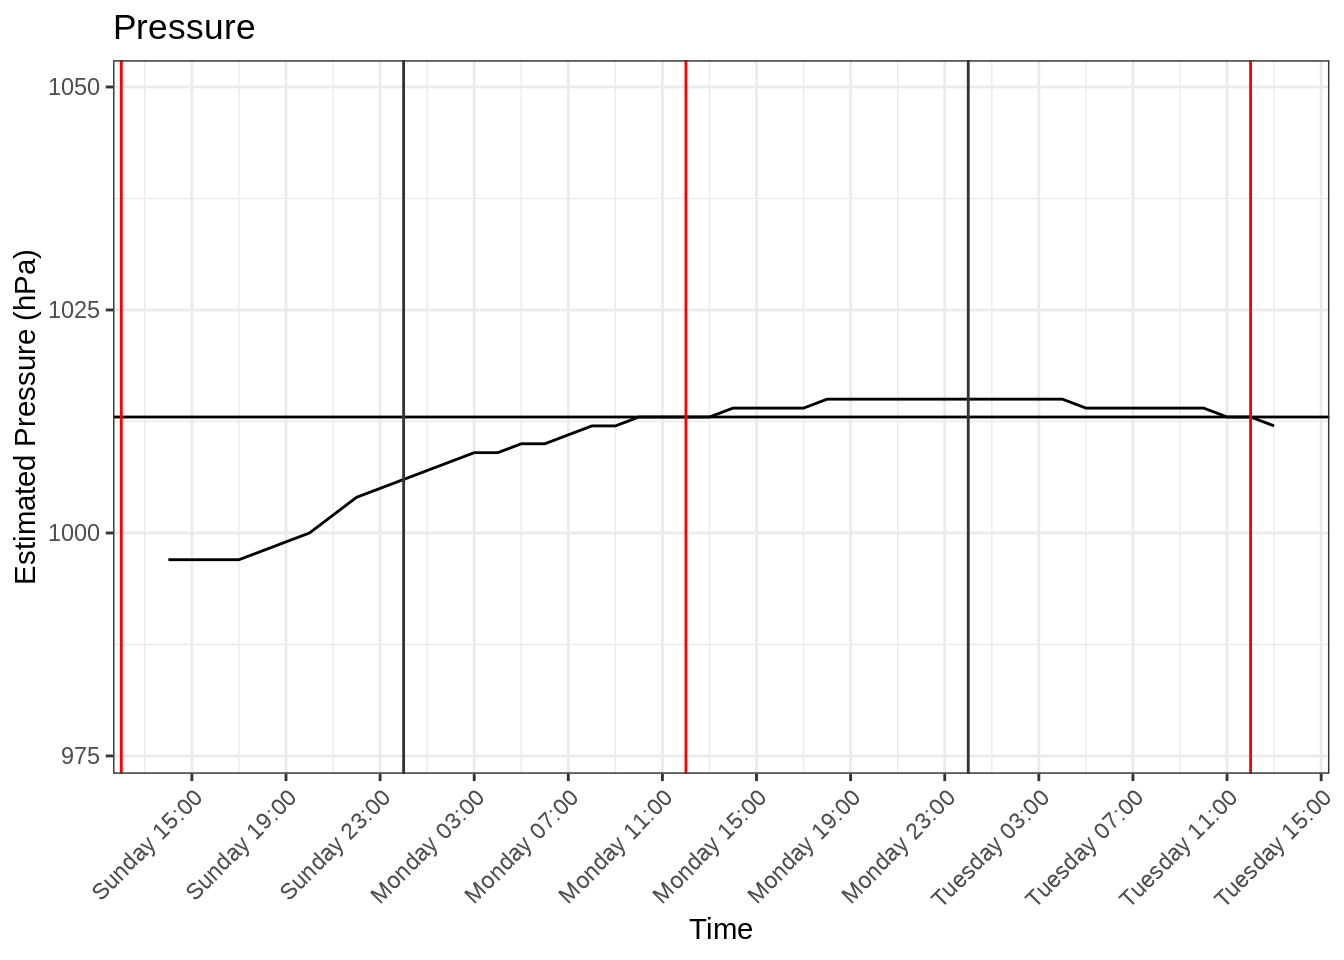 Pressure
Estimated Pressure (hPa)
1050
1025
1000
975
Sunday 15:00
Sunday 19:00
Sunday 23:00
Monday 03:00
Monday 07:00
Monday 11:00
Monday 15:00
Monday 19:00
Monday 23:00
Tuesday 03:00
Tuesday 07:00
Tuesday 11:00
Tuesday 15:00
Time